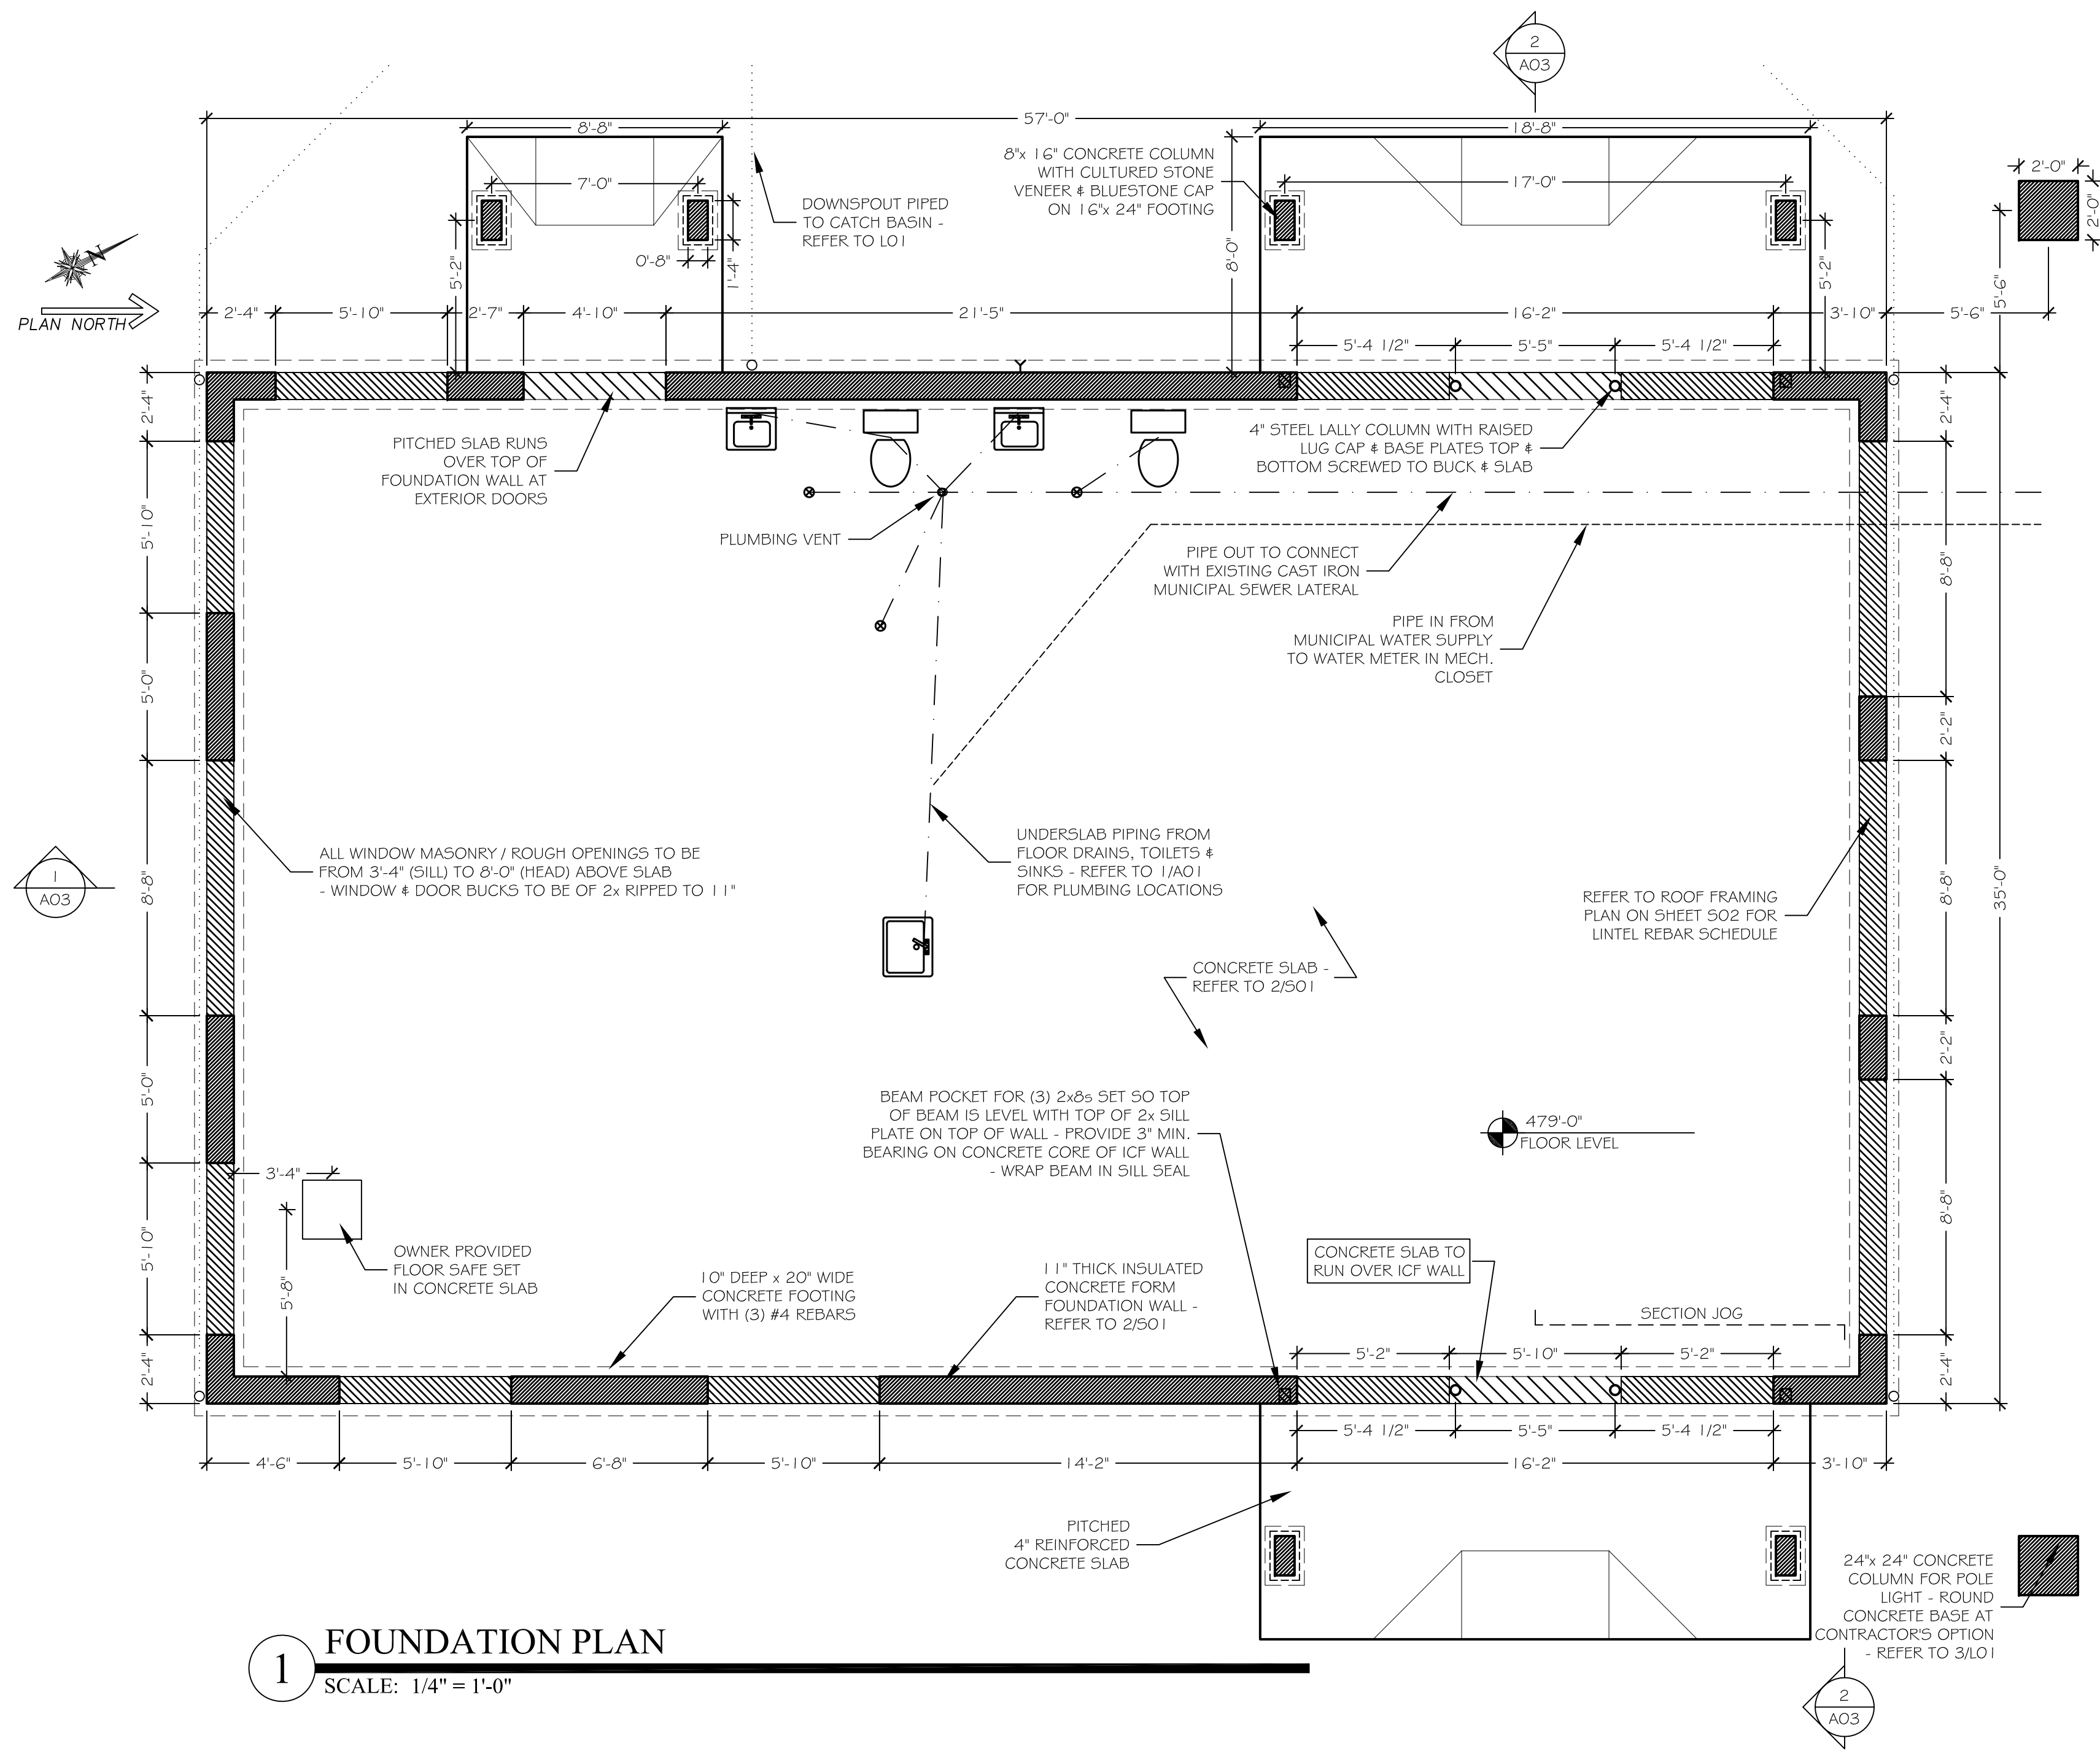 2
A03
57'-0"
8'-8"
18'-8"
8"x 16" CONCRETE COLUMN
WITH CULTURED STONE
VENEER & BLUESTONE CAP
ON 16"x 24" FOOTING
7'-0"
17'-0"
2'-0"
2'-0"
DOWNSPOUT PIPED
TO CATCH BASIN -
REFER TO L01
N
PLAN NORTH
5'-2"
0'-8"
1'-4"
8'-0"
5'-2"
5'-6"
2'-4"
5'-10"
2'-7"
4'-10"
21'-5"
16'-2"
3'-10"
5'-6"
5'-4 1/2"
5'-5"
5'-4 1/2"
2'-4"
5'-10"
5'-0"
8'-8"
5'-0"
5'-10"
2'-4"
PITCHED SLAB RUNS
OVER TOP OF
FOUNDATION WALL AT
EXTERIOR DOORS
4" STEEL LALLY COLUMN WITH RAISED
LUG CAP & BASE PLATES TOP &
BOTTOM SCREWED TO BUCK & SLAB
PLUMBING VENT
PIPE OUT TO CONNECT
WITH EXISTING CAST IRON
MUNICIPAL SEWER LATERAL
PIPE IN FROM
MUNICIPAL WATER SUPPLY
TO WATER METER IN MECH.
CLOSET
2'-4"
8'-8"
2'-2"
8'-8"
2'-2"
8'-8"
2'-4"
35'-0"
1
A03
ALL WINDOW MASONRY / ROUGH OPENINGS TO BE
FROM 3'-4" (SILL) TO 8'-0" (HEAD) ABOVE SLAB
- WINDOW & DOOR BUCKS TO BE OF 2x RIPPED TO 11"
UNDERSLAB PIPING FROM
FLOOR DRAINS, TOILETS &
SINKS - REFER TO 1/A01
FOR PLUMBING LOCATIONS
REFER TO ROOF FRAMING
PLAN ON SHEET S02 FOR
LINTEL REBAR SCHEDULE
CONCRETE SLAB -
REFER TO 2/S01
BEAM POCKET FOR (3) 2x8s SET SO TOP
OF BEAM IS LEVEL WITH TOP OF 2x SILL
PLATE ON TOP OF WALL - PROVIDE 3" MIN.
BEARING ON CONCRETE CORE OF ICF WALL
- WRAP BEAM IN SILL SEAL
479'-0"
FLOOR LEVEL
3'-4"
5'-8"
OWNER PROVIDED
FLOOR SAFE SET
IN CONCRETE SLAB
10" DEEP x 20" WIDE
CONCRETE FOOTING
WITH (3) #4 REBARS
11" THICK INSULATED
CONCRETE FORM
FOUNDATION WALL -
REFER TO 2/S01
CONCRETE SLAB TO
RUN OVER ICF WALL
SECTION JOG
5'-2"
5'-10"
5'-2"
5'-4 1/2"
5'-5"
5'-4 1/2"
4'-6"
5'-10"
6'-8"
5'-10"
14'-2"
16'-2"
3'-10"
PITCHED
4" REINFORCED
CONCRETE SLAB
24"x 24" CONCRETE
COLUMN FOR POLE
LIGHT - ROUND
CONCRETE BASE AT
CONTRACTOR'S OPTION
- REFER TO 3/L01
1
FOUNDATION PLAN
SCALE: 1/4" = 1'-0"
2
A03